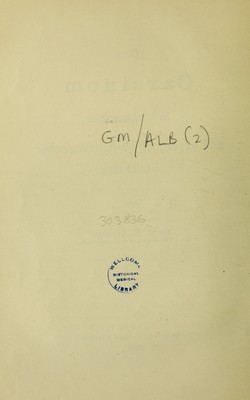 GM/ALB (2)
303836
WELLCOME
HISTORICAL
MEDICAL
LIBRARY